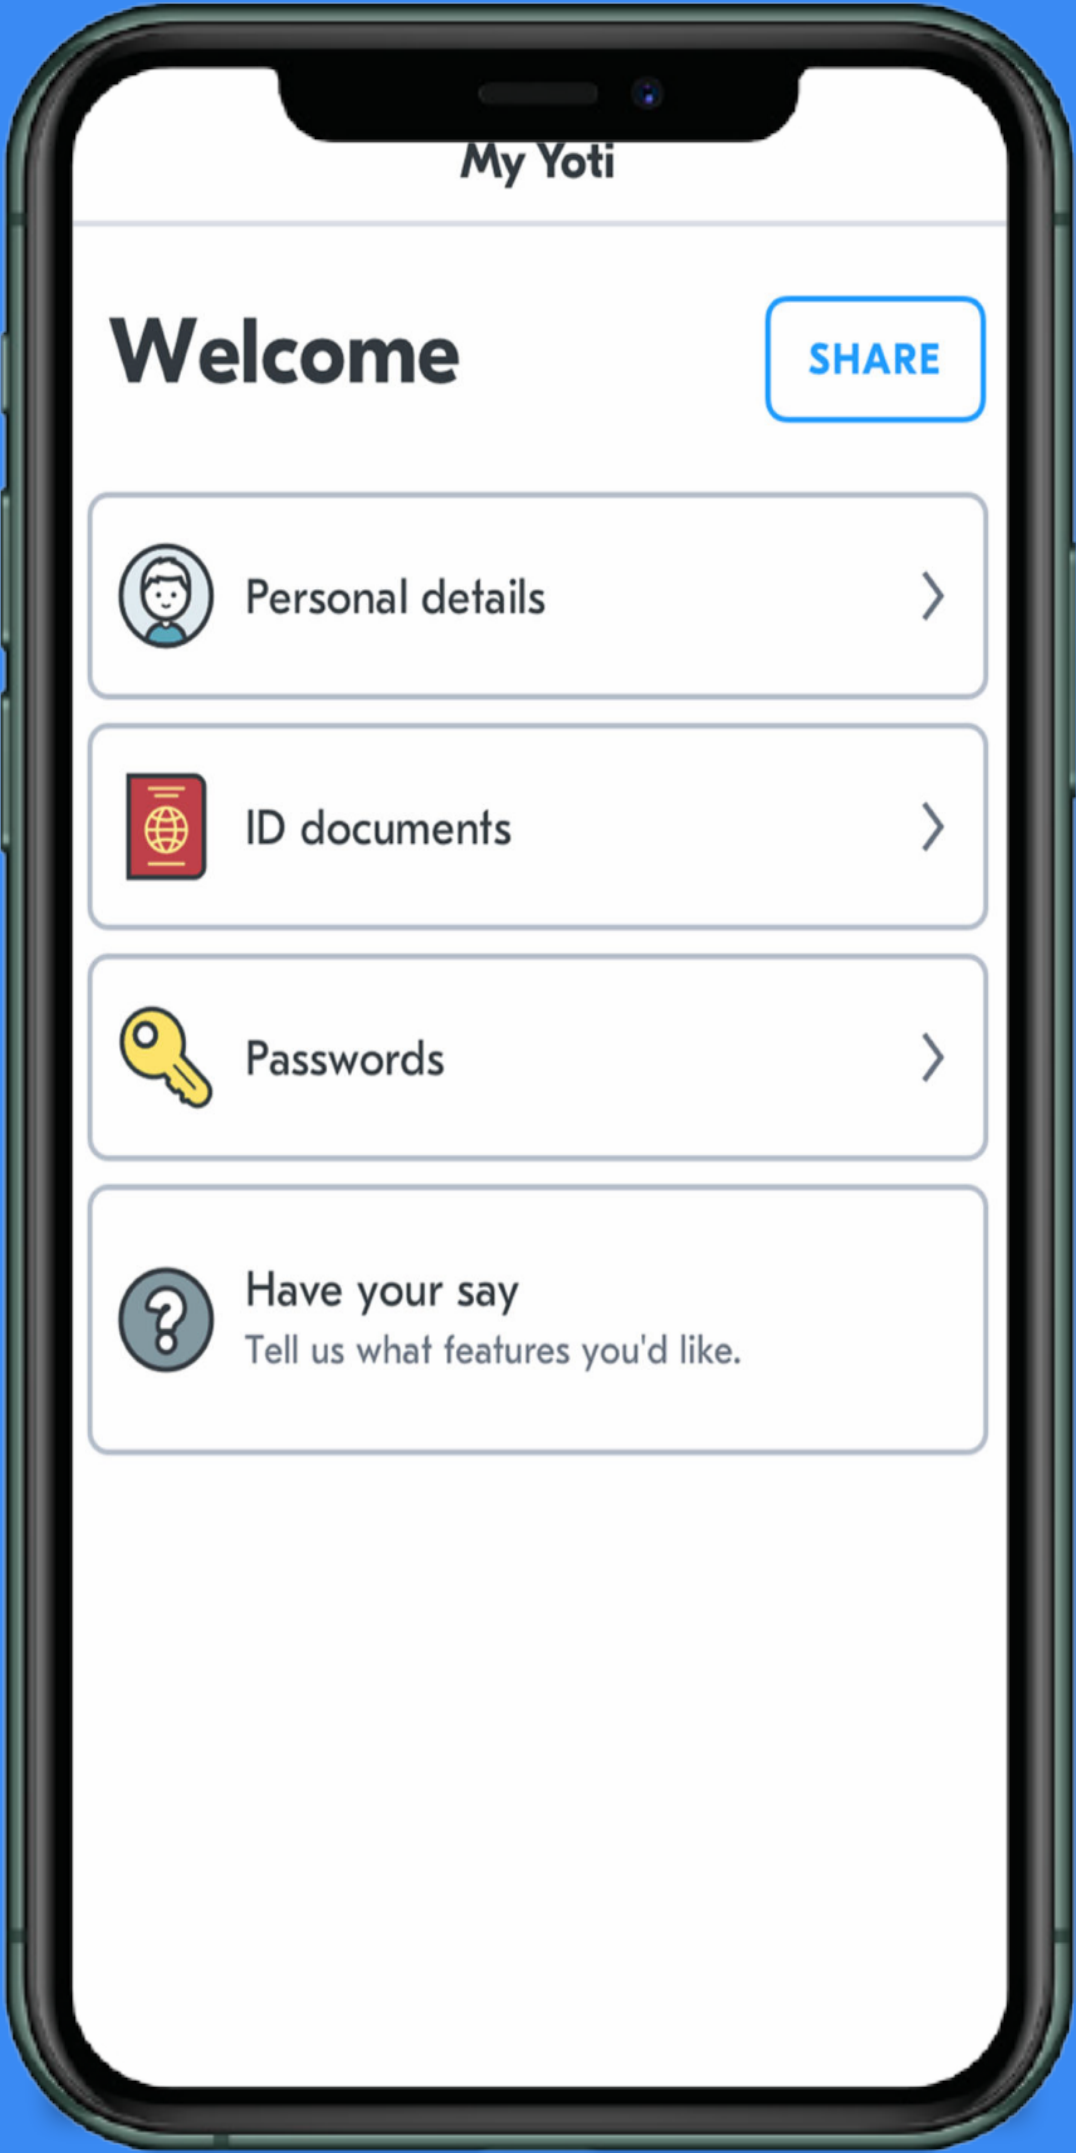 My Yoti
Welcome
SHARE
Personal details
ID documents
Passwords
Have your say
Tell us what features you'd like.